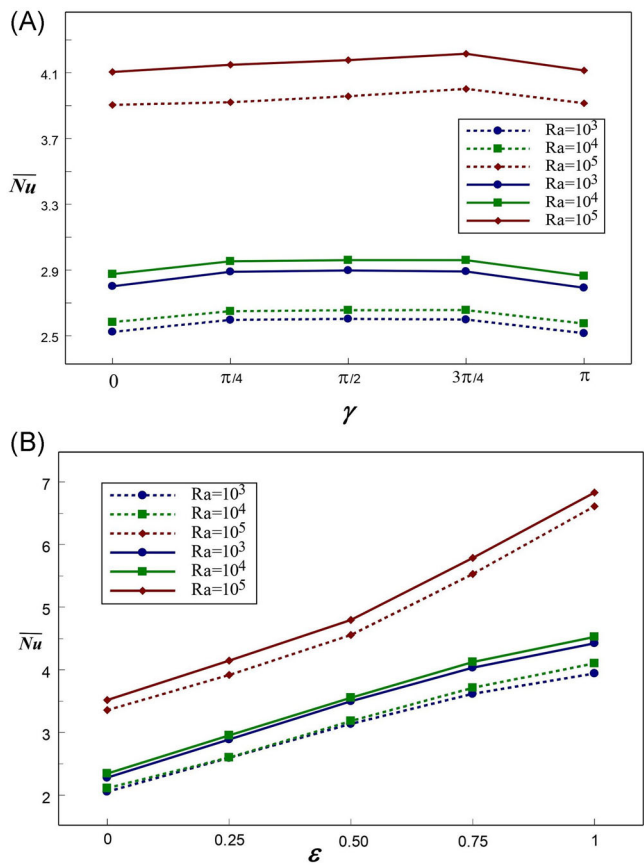 (A)
4.1
3.7
3.3
2.9
2.5
Nu
Ra=10³
Ra=10⁴
Ra=10⁵
Ra=10³
Ra=10⁴
Ra=10⁵
0 π/4 π/2 3π/4 π
γ
(B)
7
6
5
4
3
2
Nu
Ra=10³
Ra=10⁴
Ra=10⁵
Ra=10³
Ra=10⁴
Ra=10⁵
0 0.25 0.50 0.75 1
ε